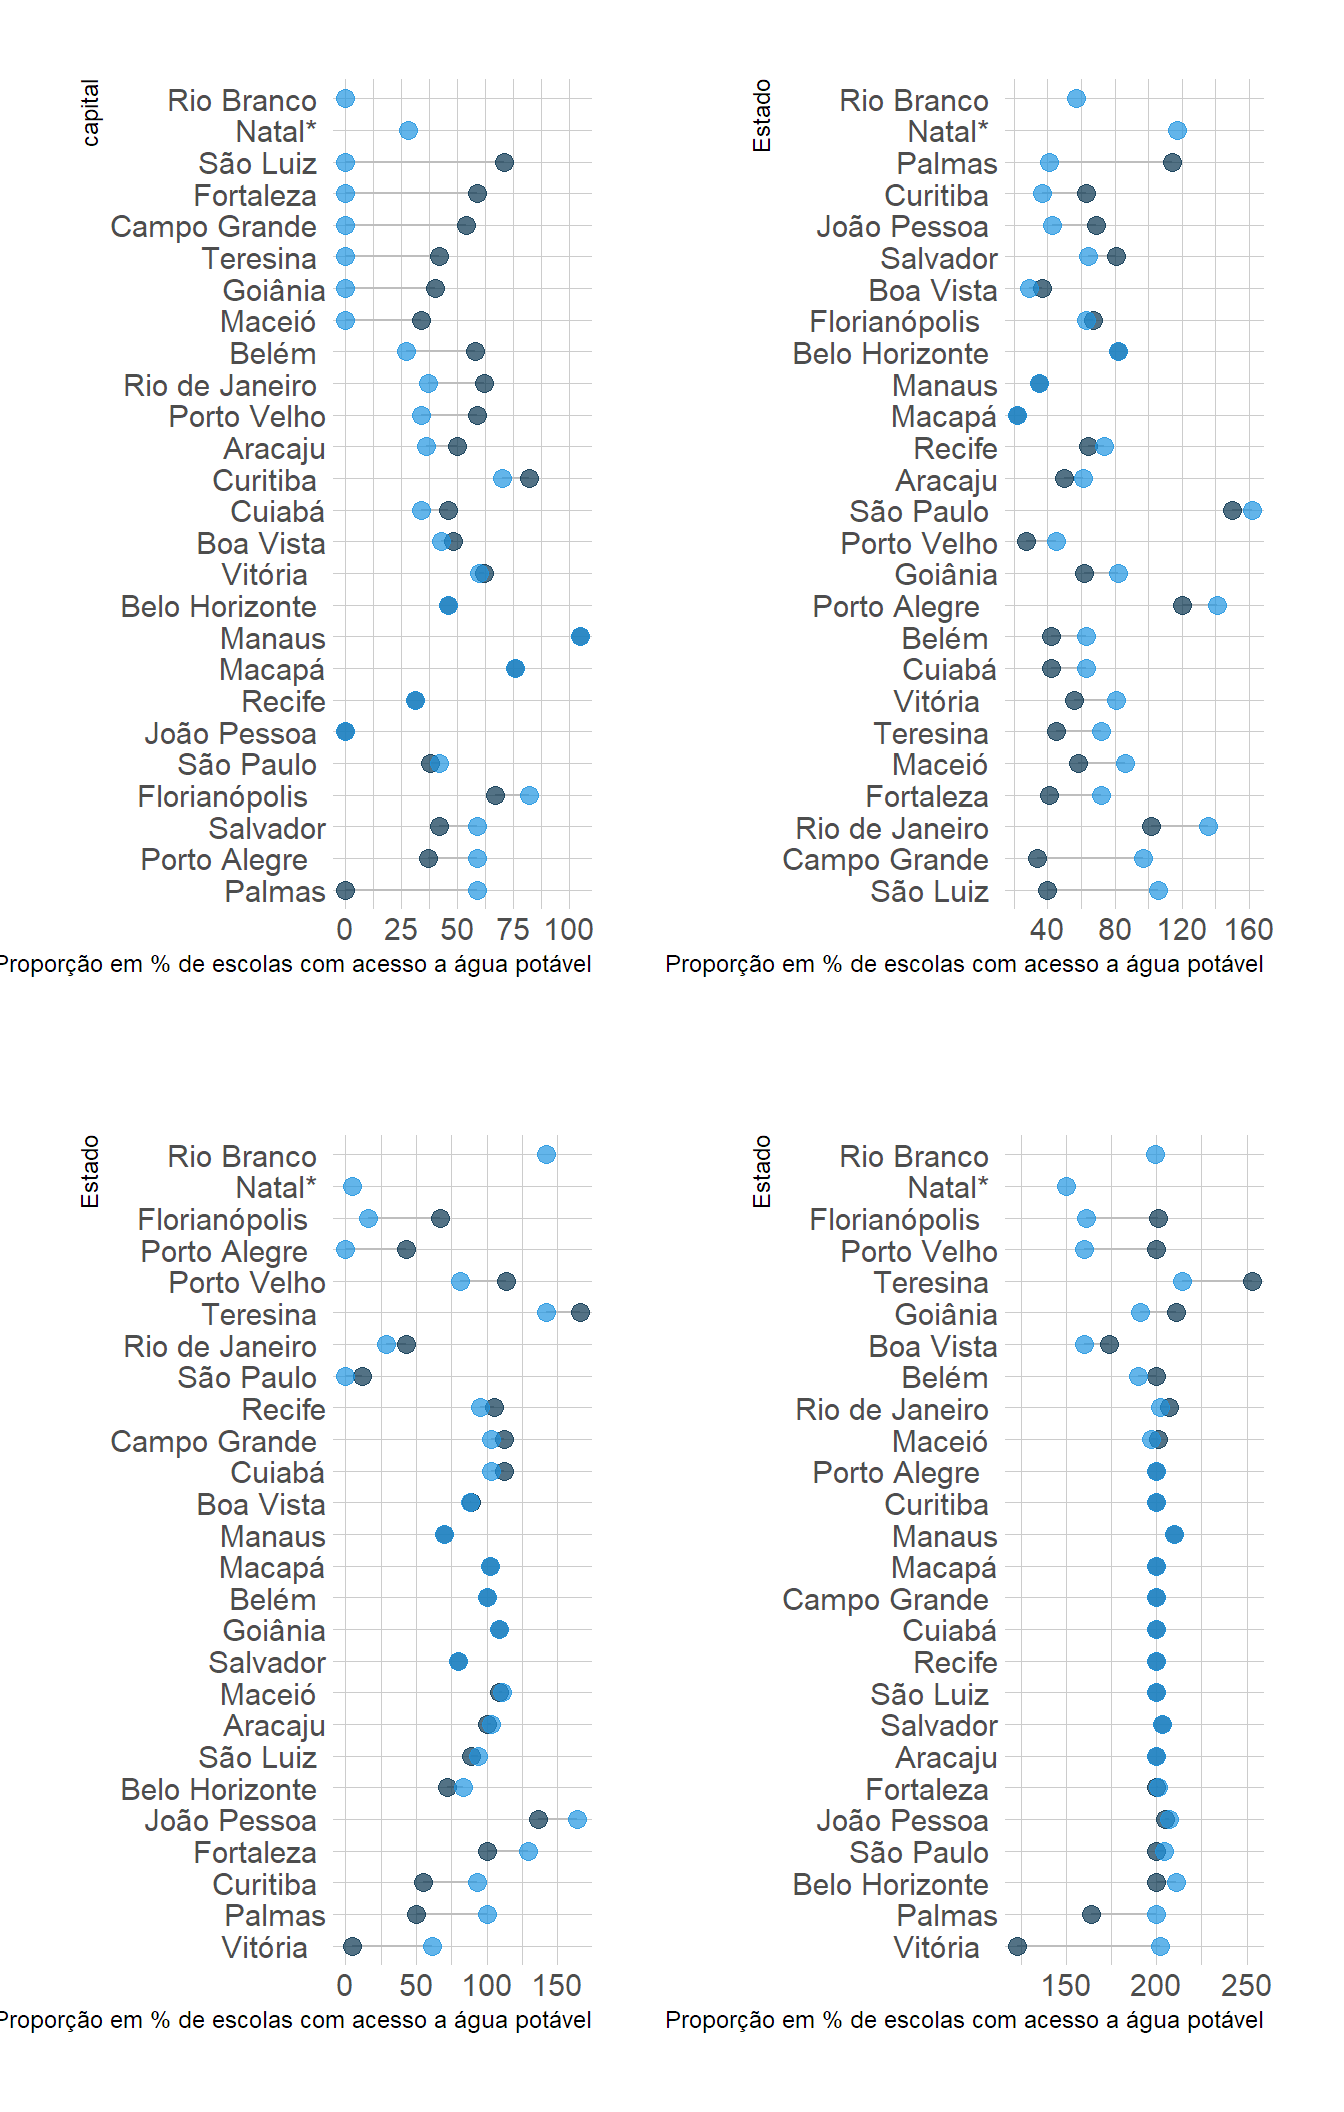 capital
Rio Branco
Natal*
São Luiz
Fortaleza
Campo Grande
Teresina
Goiânia
Maceió
Belém
Rio de Janeiro
Porto Velho
Aracaju
Curitiba
Cuiabá
Boa Vista
Vitória
Belo Horizonte
Manaus
Macapá
Recife
João Pessoa
São Paulo
Florianópolis
Salvador
Porto Alegre
Palmas
0 25 50 75 100
Proporção em % de escolas com acesso a água potável
Estado
Rio Branco
Natal*
Palmas
Curitiba
João Pessoa
Salvador
Boa Vista
Florianópolis
Belo Horizonte
Manaus
Macapá
Recife
Aracaju
São Paulo
Porto Velho
Goiânia
Porto Alegre
Belém
Cuiabá
Vitória
Teresina
Maceió
Fortaleza
Rio de Janeiro
Campo Grande
São Luiz
40 80 120 160
Proporção em % de escolas com acesso a água potável
Estado
Rio Branco
Natal*
Florianópolis
Porto Alegre
Porto Velho
Teresina
Rio de Janeiro
São Paulo
Recife
Campo Grande
Cuiabá
Boa Vista
Manaus
Macapá
Belém
Goiânia
Salvador
Maceió
Aracaju
São Luiz
Belo Horizonte
João Pessoa
Fortaleza
Curitiba
Palmas
Vitória
0 50 100 150
Proporção em % de escolas com acesso a água potável
Estado
Rio Branco
Natal*
Florianópolis
Porto Velho
Teresina
Goiânia
Boa Vista
Belém
Rio de Janeiro
Maceió
Porto Alegre
Curitiba
Manaus
Macapá
Campo Grande
Cuiabá
Recife
São Luiz
Salvador
Aracaju
Fortaleza
João Pessoa
São Paulo
Belo Horizonte
Palmas
Vitória
150 200 250
Proporção em % de escolas com acesso a água potável